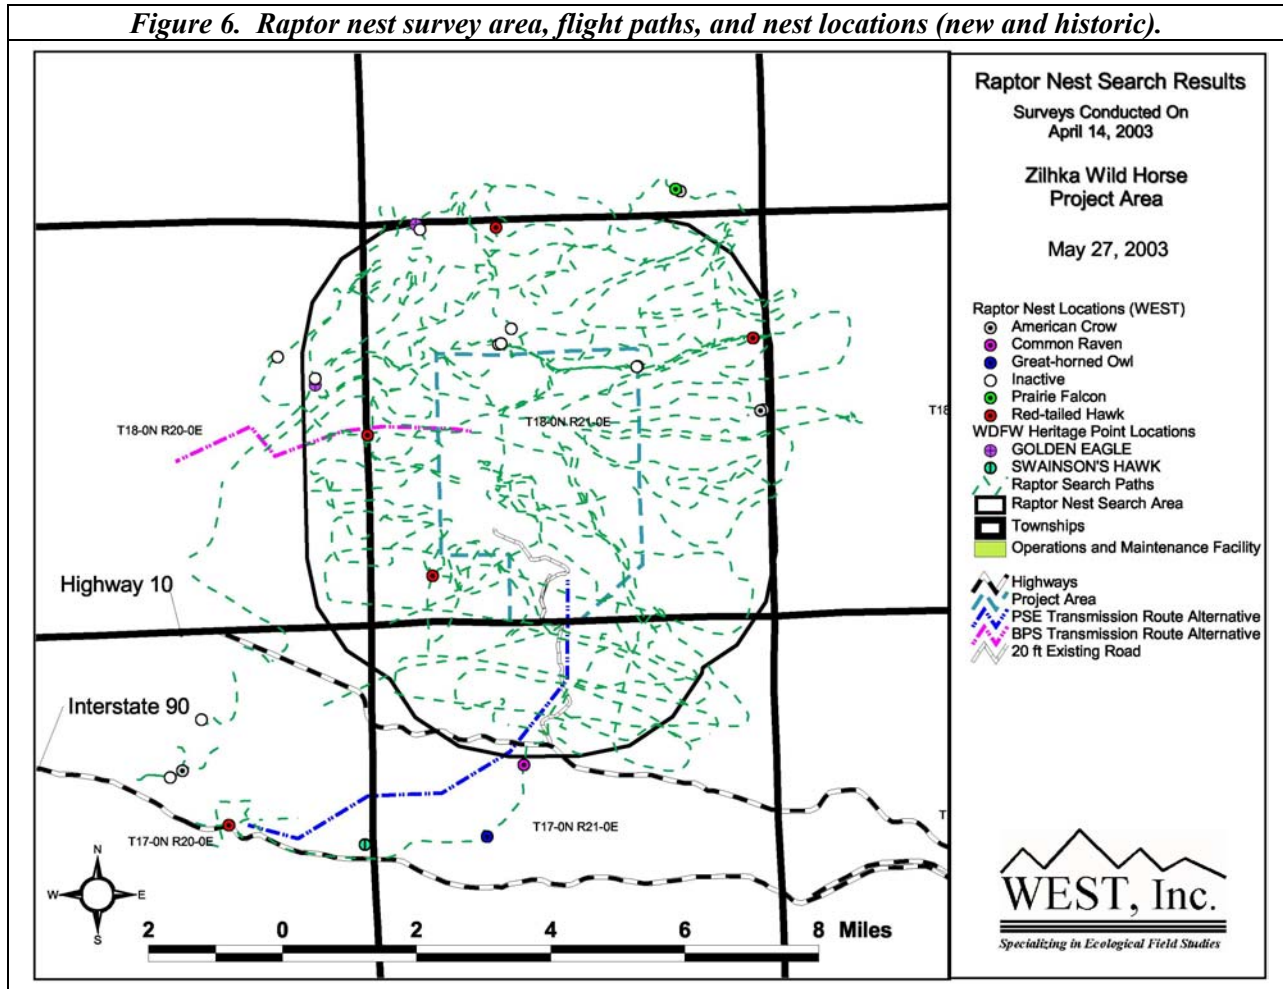 Figure 6. Raptor nest survey area, flight paths, and nest locations (new and historic).
Raptor Nest Search Results
Surveys Conducted On
April 14, 2003
Zilhka Wild Horse
Project Area
May 27, 2003
Raptor Nest Locations (WEST)
American Crow
Common Raven
Great-horned Owl
Inactive
Prairie Falcon
Red-tailed Hawk
WDFW Heritage Point Locations
GOLDEN EAGLE
SWAINSON'S HAWK
Raptor Search Paths
Raptor Nest Search Area
Townships
Operations and Maintenance Facility
Highways
Project Area
PSE Transmission Route Alternative
BPS Transmission Route Alternative
20 ft Existing Road
T18-0N R20-0E
T18-0N R21-0E
T18
Highway 10
Interstate 90
T17-0N R20-0E
T17-0N R21-0E
T
N
W
E
S
2 0 2 4 6 8 Miles
WEST, Inc.
Specializing in Ecological Field Studies